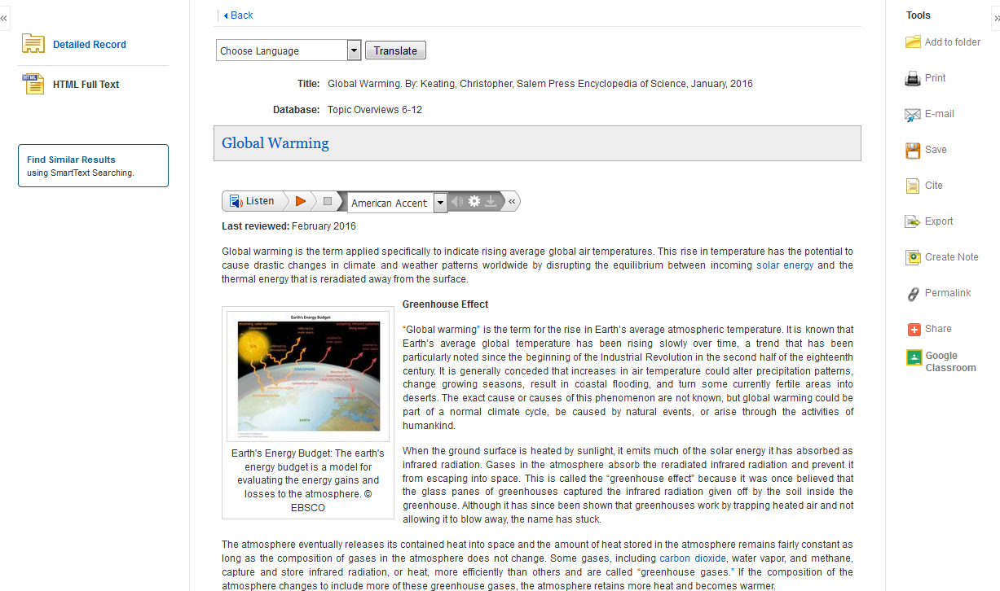 Back
Tools
Detailed Record
HTML Full Text
Find Similar Results
using SmartText Searching.
Choose Language
Translate
Title: Global Warming. By: Keating, Christopher, Salem Press Encyclopedia of Science, January, 2016
Database: Topic Overviews 6-12
Global Warming
Listen
American Accent
Last reviewed: February 2016
Global warming is the term applied specifically to indicate rising average global air temperatures. This rise in temperature has the potential to
cause drastic changes in climate and weather patterns worldwide by disrupting the equilibrium between incoming solar energy and the
thermal energy that is reradiated away from the surface.
Earth's Energy Budget
ATMOSPHERE
EARTH
Earth's Energy Budget: The earth's
energy budget is a model for
evaluating the energy gains and
losses to the atmosphere. ©
EBSCO
Greenhouse Effect
“Global warming” is the term for the rise in Earth’s average atmospheric temperature. It is known that
Earth’s average global temperature has been rising slowly over time, a trend that has been
particularly noted since the beginning of the Industrial Revolution in the second half of the eighteenth
century. It is generally conceded that increases in air temperature could alter precipitation patterns,
change growing seasons, result in coastal flooding, and turn some currently fertile areas into
deserts. The exact cause or causes of this phenomenon are not known, but global warming could be
part of a normal climate cycle, be caused by natural events, or arise through the activities of
humankind.
When the ground surface is heated by sunlight, it emits much of the solar energy it has absorbed as
infrared radiation. Gases in the atmosphere absorb the reradiated infrared radiation and prevent it
from escaping into space. This is called the “greenhouse effect” because it was once believed that
the glass panes of greenhouses captured the infrared radiation given off by the soil inside the
greenhouse. Although it has since been shown that greenhouses work by trapping heated air and not
allowing it to blow away, the name has stuck.
The atmosphere eventually releases its contained heat into space and the amount of heat stored in the atmosphere remains fairly constant as
long as the composition of gases in the atmosphere does not change. Some gases, including carbon dioxide, water vapor, and methane,
capture and store infrared radiation, or heat, more efficiently than others and are called “greenhouse gases.” If the composition of the
atmosphere changes to include more of these greenhouse gases, the atmosphere retains more heat and becomes warmer.
Add to folder
Print
E-mail
Save
Cite
Export
Create Note
Permalink
Share
Google
Classroom